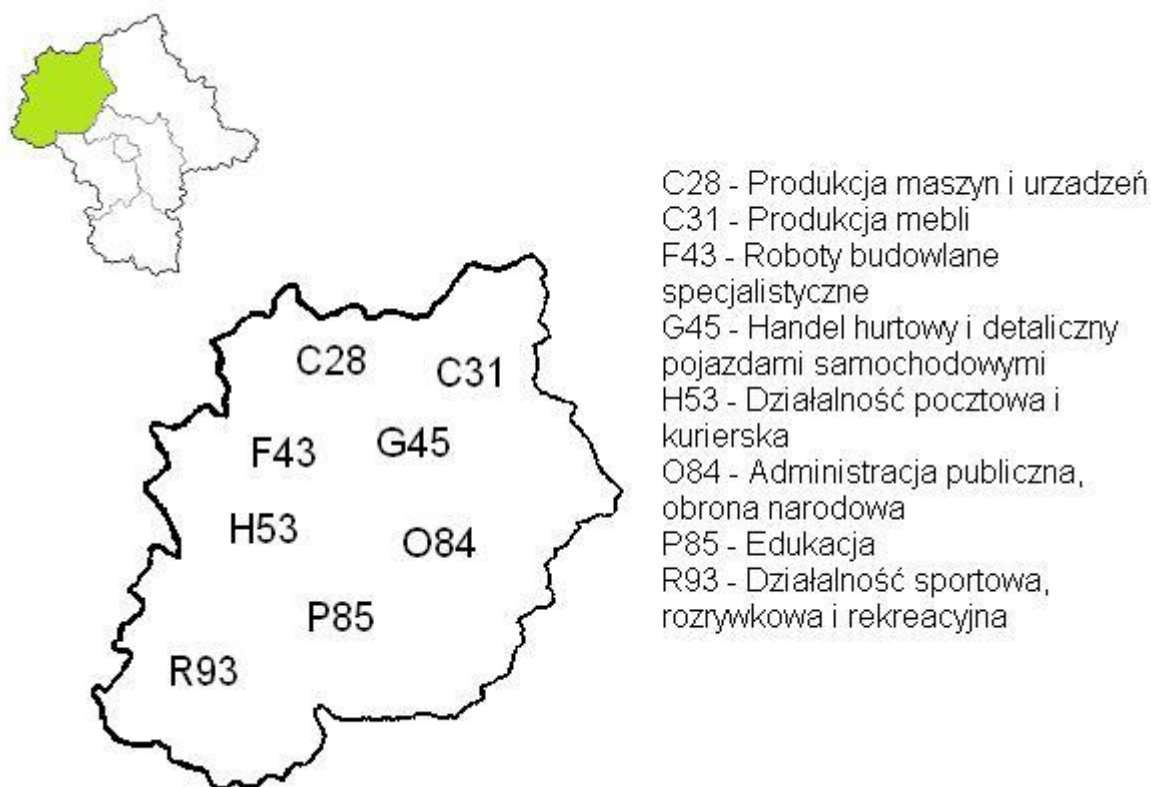 C28 - Produkcja maszyn i urzadzeń
C31 - Produkcja mebli
F43 - Roboty budowlane
specjalistyczne
G45 - Handel hurtowy i detaliczny
pojazdami samochodowymi
H53 - Działalność pocztowa i
kurierska
O84 - Administracja publiczna,
obrona narodowa
P85 - Edukacja
R93 - Działalność sportowa,
rozrywkowa i rekreacyjna
C28
C31
F43
G45
H53
O84
P85
R93